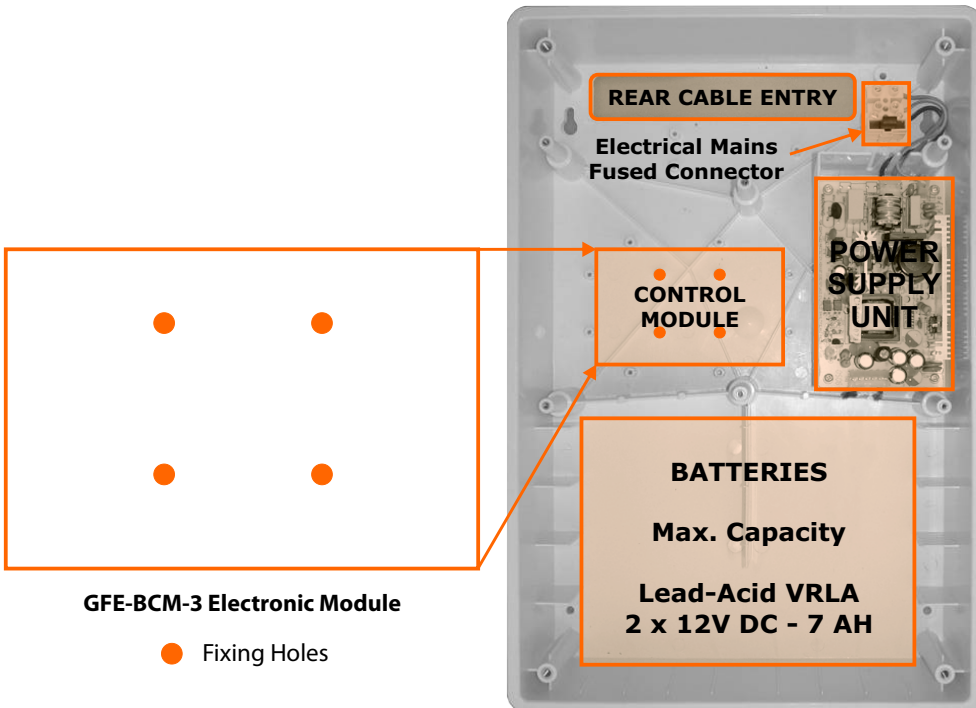 REAR CABLE ENTRY
Electrical Mains
Fused Connector
POWER
SUPPLY
UNIT
CONTROL
MODULE
BATTERIES
Max. Capacity
Lead-Acid VRLA
2 x 12V DC - 7 AH
GFE-BCM-3 Electronic Module
Fixing Holes